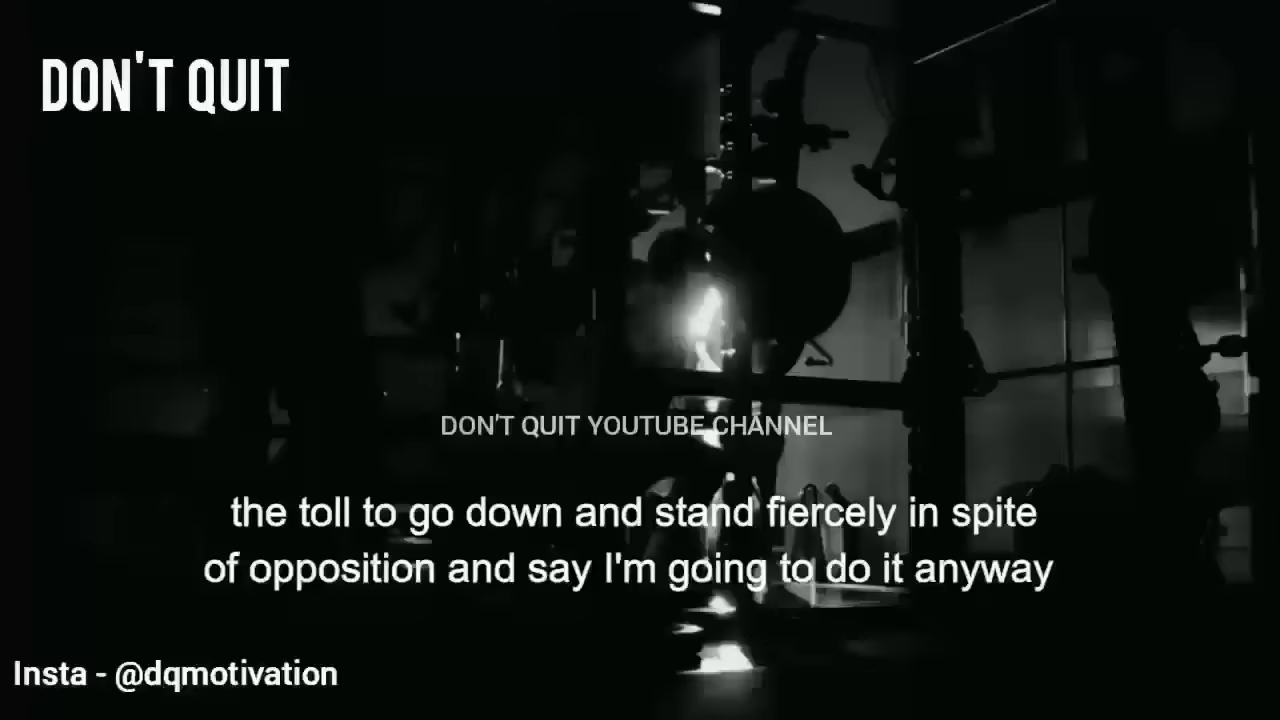 DON'T QUIT
DON'T QUIT YOUTUBE CHANNEL
the toll to go down and stand fiercely in spite
of opposition and say I'm going to do it anyway
Insta - @dqmotivation